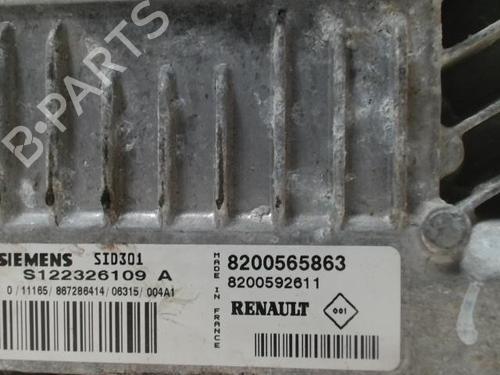 B-PARTS
SIEMENS SID301
S122326109 A
0 / 11165 / 867286414 / 06315 / 004A1
MADE IN FRANCE
8200565863
8200592611
RENAULT
001